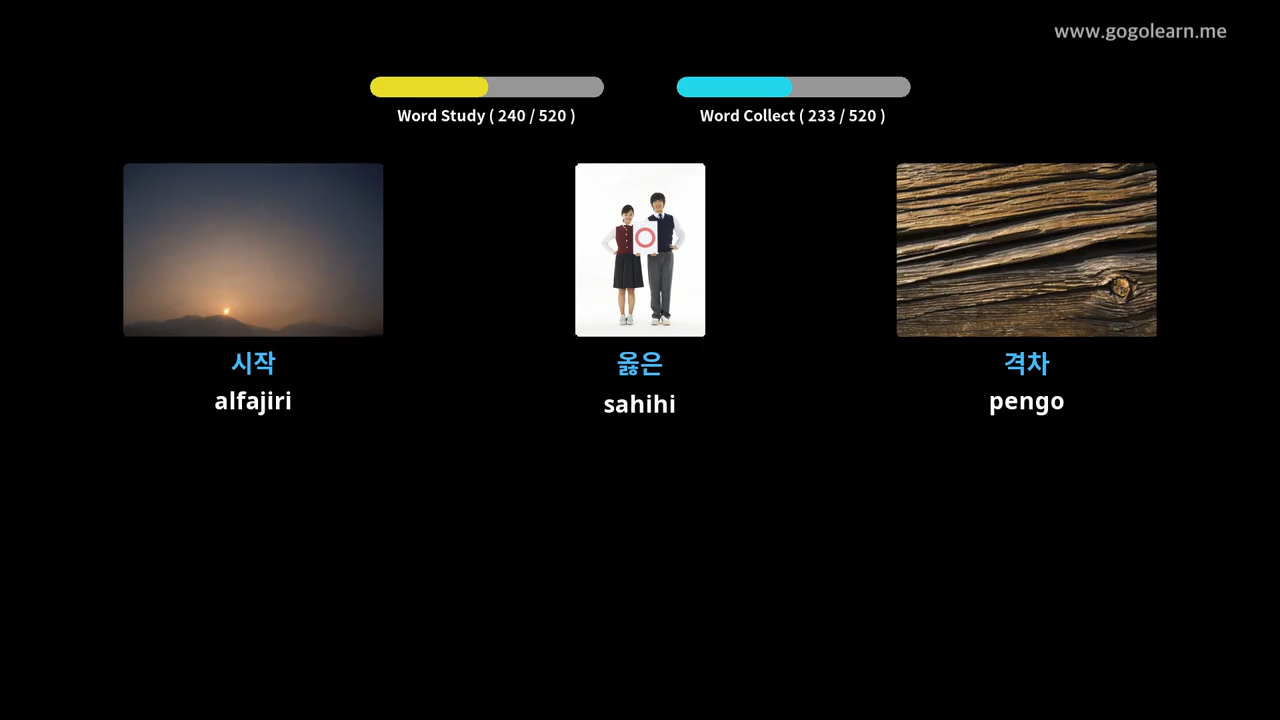 www.gogolearn.me
Word Study ( 240 / 520 )
Word Collect ( 233 / 520 )
시작
alfajiri
옳은
sahihi
격차
pengo